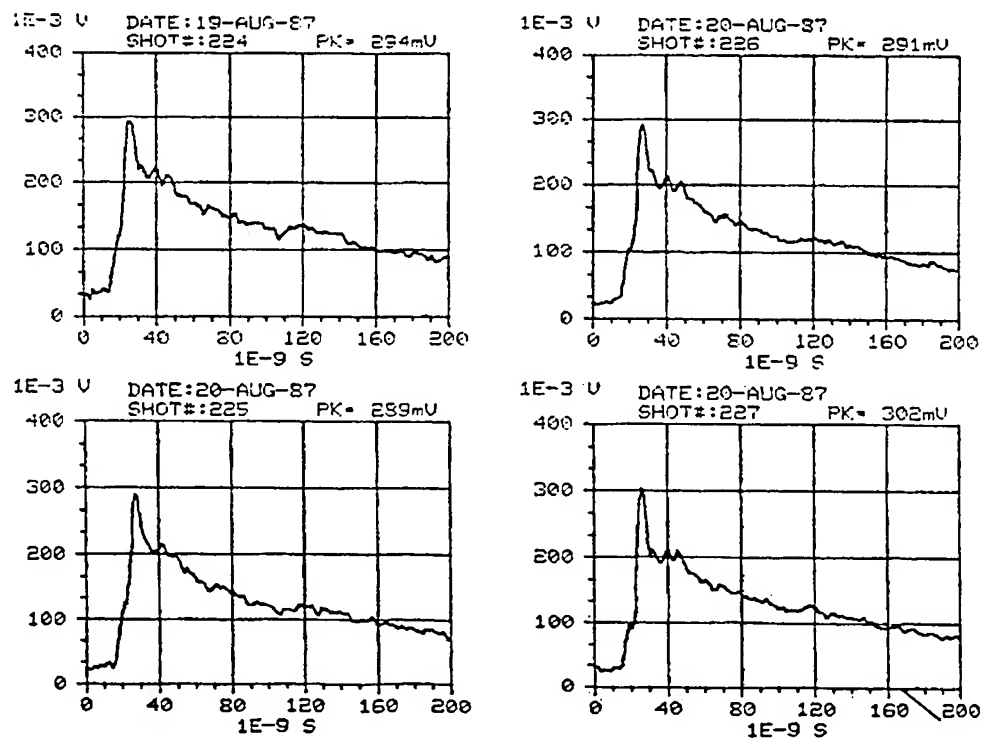 1E-3 V DATE:19-AUG-87
SHOT#:224 PK= 294mV
400
300
200
100
0
0 40 80 120 160 200
1E-9 S
1E-3 V DATE:20-AUG-87
SHOT#:226 PK= 291mV
400
300
200
100
0
0 40 80 120 160 200
1E-9 S
1E-3 V DATE:20-AUG-87
SHOT#:225 PK= 289mV
400
300
200
100
0
0 40 80 120 160 200
1E-9 S
1E-3 V DATE:20-AUG-87
SHOT#:227 PK= 302mV
400
300
200
100
0
0 40 80 120 160 200
1E-9 S